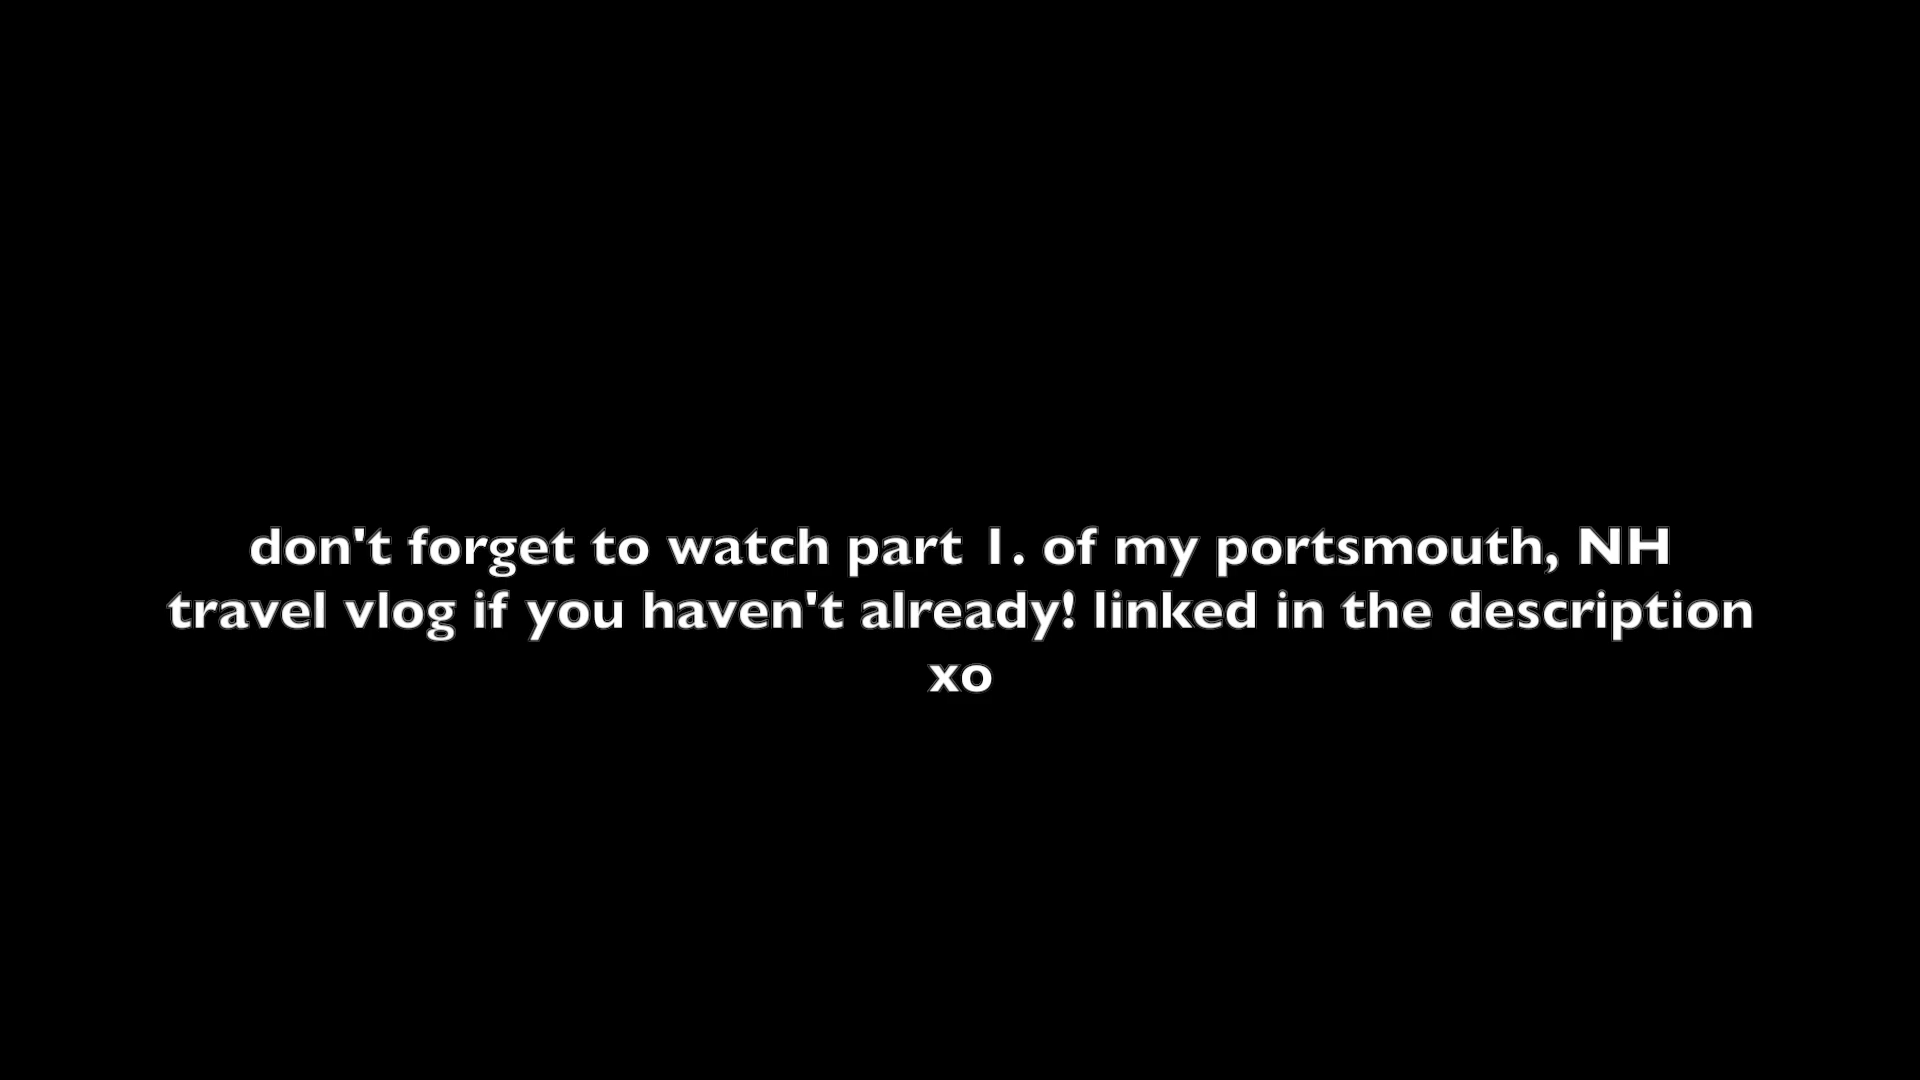 don't forget to watch part 1. of my portsmouth, NH
travel vlog if you haven't already! linked in the description
xo